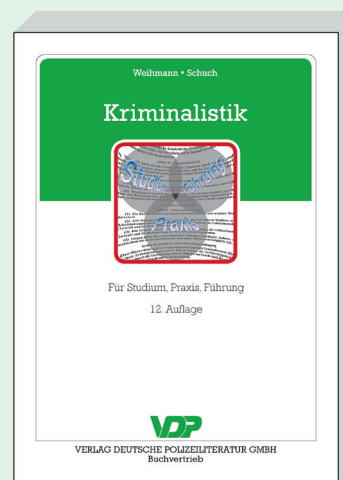 Weihmann • Schuch
Kriminalistik
Studium
Führung
Praxis
Für Studium, Praxis, Führung
12. Auflage
VDP
VERLAG DEUTSCHE POLIZEILITERATUR GMBH
Buchvertrieb